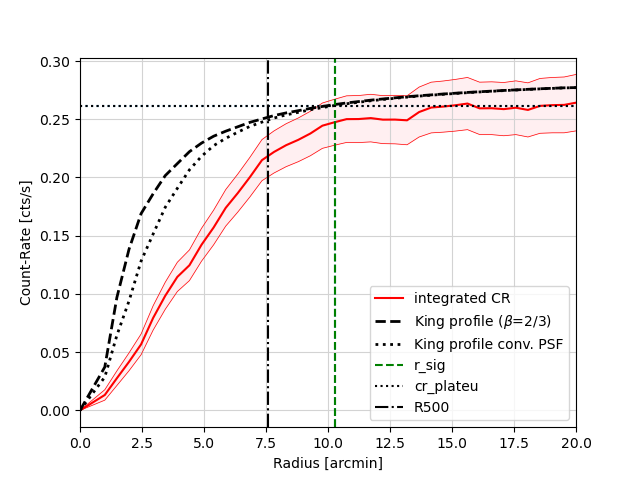 0.30
0.25
0.20
0.15
0.10
0.05
0.00
Count-Rate [cts/s]
integrated CR
King profile (β=2/3)
King profile conv. PSF
r_sig
cr_plateu
R500
0.0 2.5 5.0 7.5 10.0 12.5 15.0 17.5 20.0
Radius [arcmin]